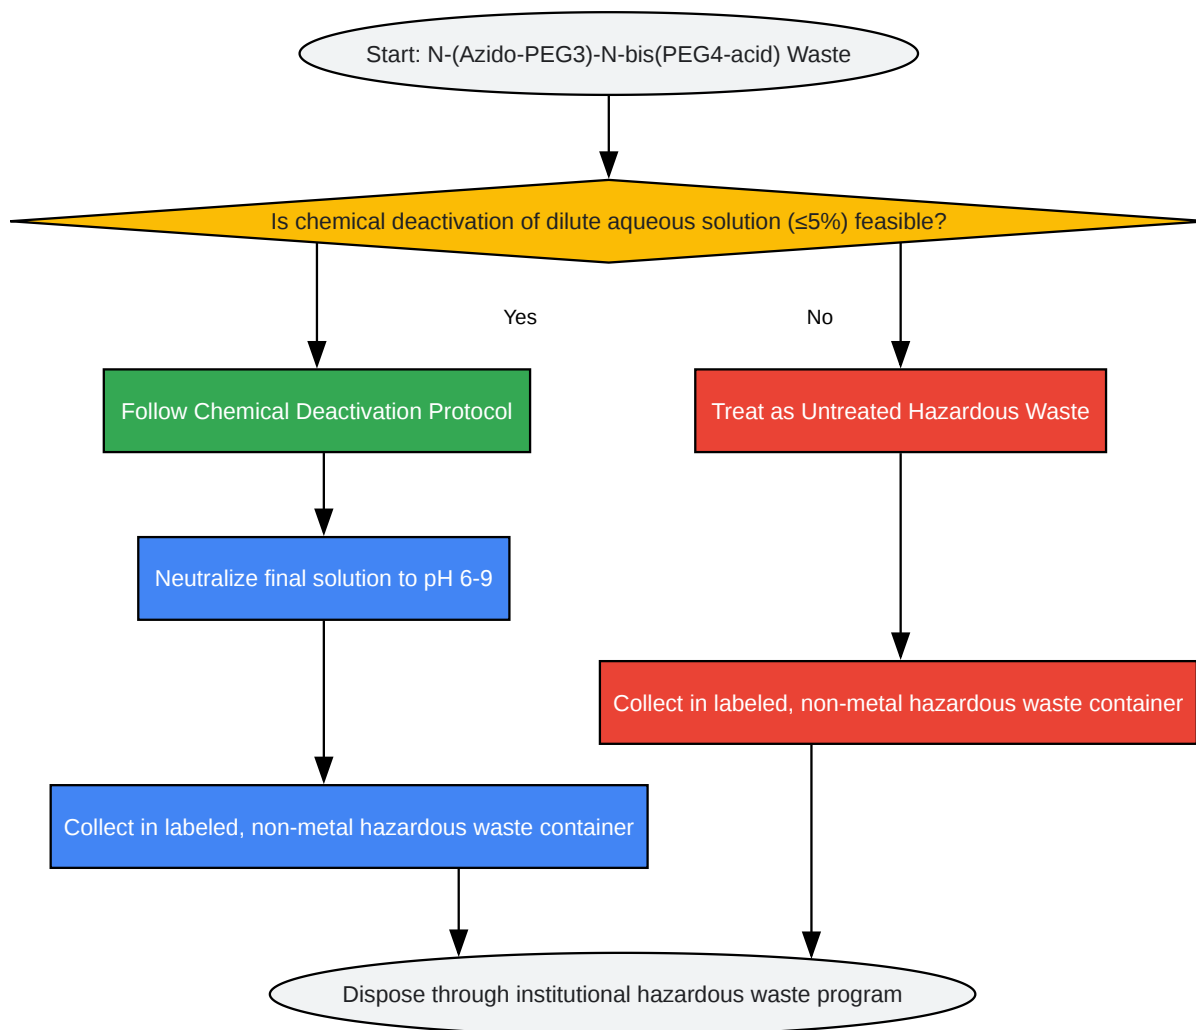 Start: N-(Azido-PEG3)-N-bis(PEG4-acid) Waste
Is chemical deactivation of dilute aqueous solution (≤5%) feasible?
Yes
No
Follow Chemical Deactivation Protocol
Treat as Untreated Hazardous Waste
Neutralize final solution to pH 6-9
Collect in labeled, non-metal hazardous waste container
Collect in labeled, non-metal hazardous waste container
Dispose through institutional hazardous waste program